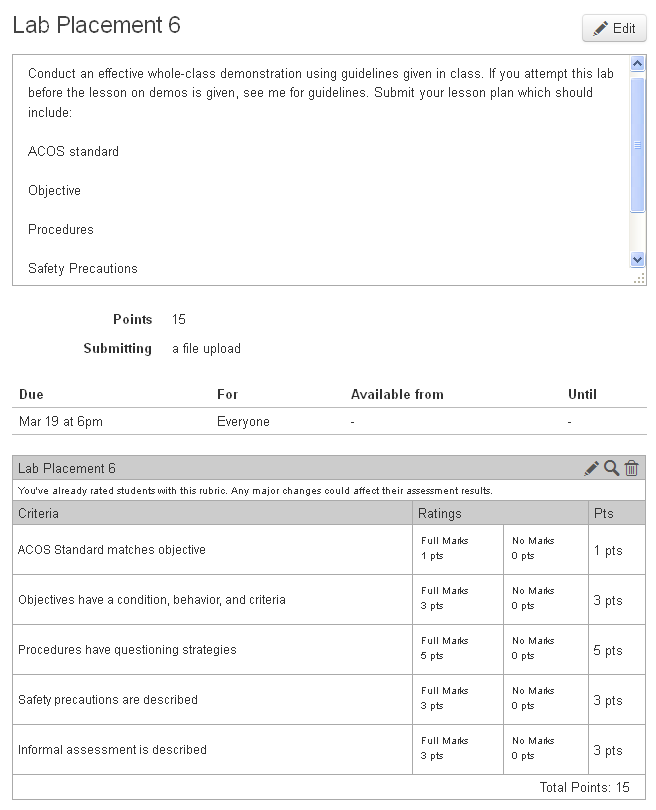 Lab Placement 6
Edit
Conduct an effective whole-class demonstration using guidelines given in class. If you attempt this lab
before the lesson on demos is given, see me for guidelines. Submit your lesson plan which should
include:
ACOS standard
Objective
Procedures
Safety Precautions
Points 15
Submitting a file upload
Due For Available from Until
Mar 19 at 6pm Everyone - -
Lab Placement 6
You've already rated students with this rubric. Any major changes could affect their assessment results.
Criteria Ratings Pts
ACOS Standard matches objective Full Marks No Marks 1 pts
1 pts 0 pts
Objectives have a condition, behavior, and criteria Full Marks No Marks 3 pts
3 pts 0 pts
Procedures have questioning strategies Full Marks No Marks 5 pts
5 pts 0 pts
Safety precautions are described Full Marks No Marks 3 pts
3 pts 0 pts
Informal assessment is described Full Marks No Marks 3 pts
3 pts 0 pts
Total Points: 15